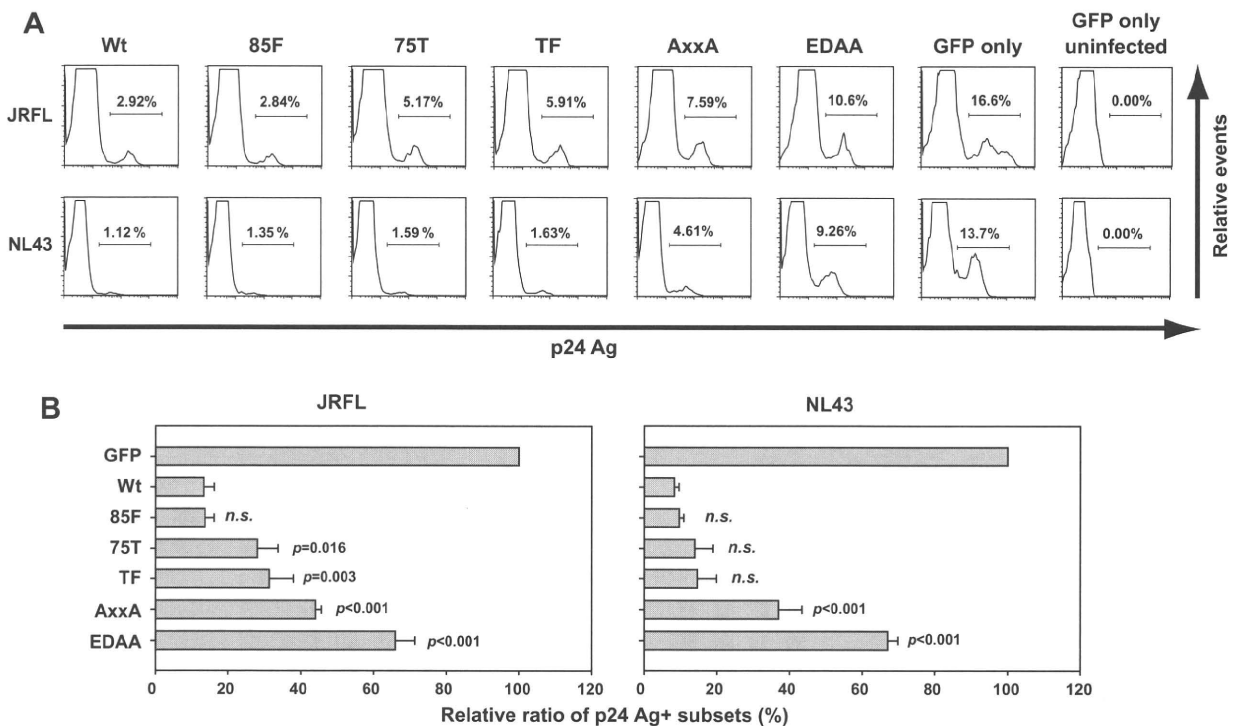 A
Wt 85F 75T TF AxxA EDAA GFP only GFP only uninfected
JRFL
2.92% 2.84% 5.17% 5.91% 7.59% 10.6% 16.6% 0.00%
NL43
1.12% 1.35% 1.59% 1.63% 4.61% 9.26% 13.7% 0.00%
Relative events
p24 Ag
B
JRFL NL43
GFP
Wt
85F n.s. n.s.
75T p=0.016 n.s.
TF p=0.003 n.s.
AxxA p<0.001 p<0.001
EDAA p<0.001 p<0.001
0 20 40 60 80 100 120 0 20 40 60 80 100 120
Relative ratio of p24 Ag+ subsets (%)